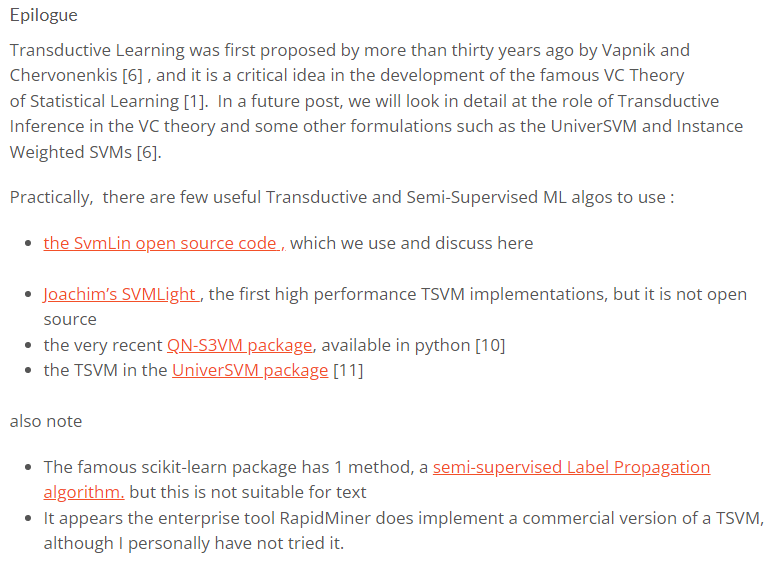 Epilogue
Transductive Learning was first proposed by more than thirty years ago by Vapnik and
Chervonenkis [6] , and it is a critical idea in the development of the famous VC Theory
of Statistical Learning [1].  In a future post, we will look in detail at the role of Transductive
Inference in the VC theory and some other formulations such as the UniverSVM and Instance
Weighted SVMs [6].
Practically,  there are few useful Transductive and Semi-Supervised ML algos to use :
• the SvmLin open source code , which we use and discuss here
• Joachim’s SVMLight , the first high performance TSVM implementations, but it is not open
source
• the very recent QN-S3VM package, available in python [10]
• the TSVM in the UniverSVM package [11]
also note
• The famous scikit-learn package has 1 method, a semi-supervised Label Propagation
algorithm. but this is not suitable for text
• It appears the enterprise tool RapidMiner does implement a commercial version of a TSVM,
although I personally have not tried it.